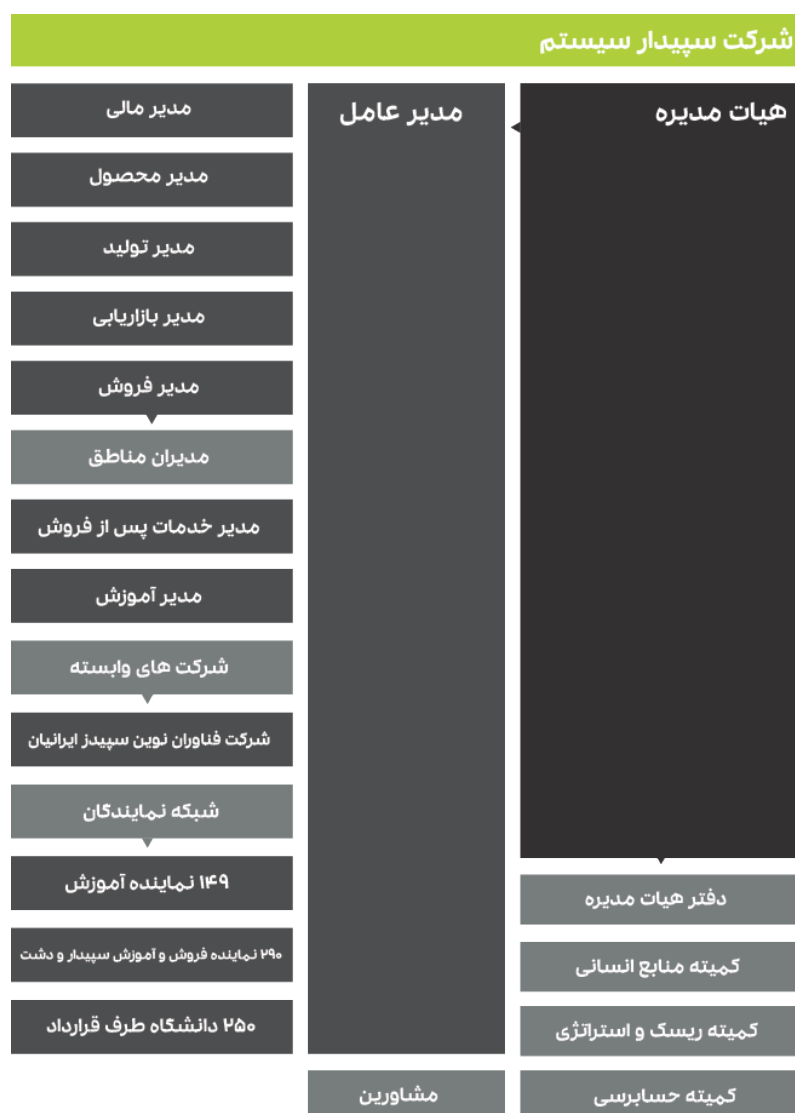 شرکت سپیدار سیستم
هیات مدیره
دفتر هیات مدیره
کمیته منابع انسانی
کمیته ریسک و استراتژی
کمیته حسابرسی
مدیر عامل
مشاورین
مدیر مالی
مدیر محصول
مدیر تولید
مدیر بازاریابی
مدیر فروش
مدیران مناطق
مدیر خدمات پس از فروش
مدیر آموزش
شرکت های وابسته
شرکت فناوران نوین سپیدز ایرانیان
شبکه نمایندگان
۱۴۹ نماینده آموزش
۲۹۰ نماینده فروش و آموزش سپیدار و دشت
۲۵۰ دانشگاه طرف قرارداد